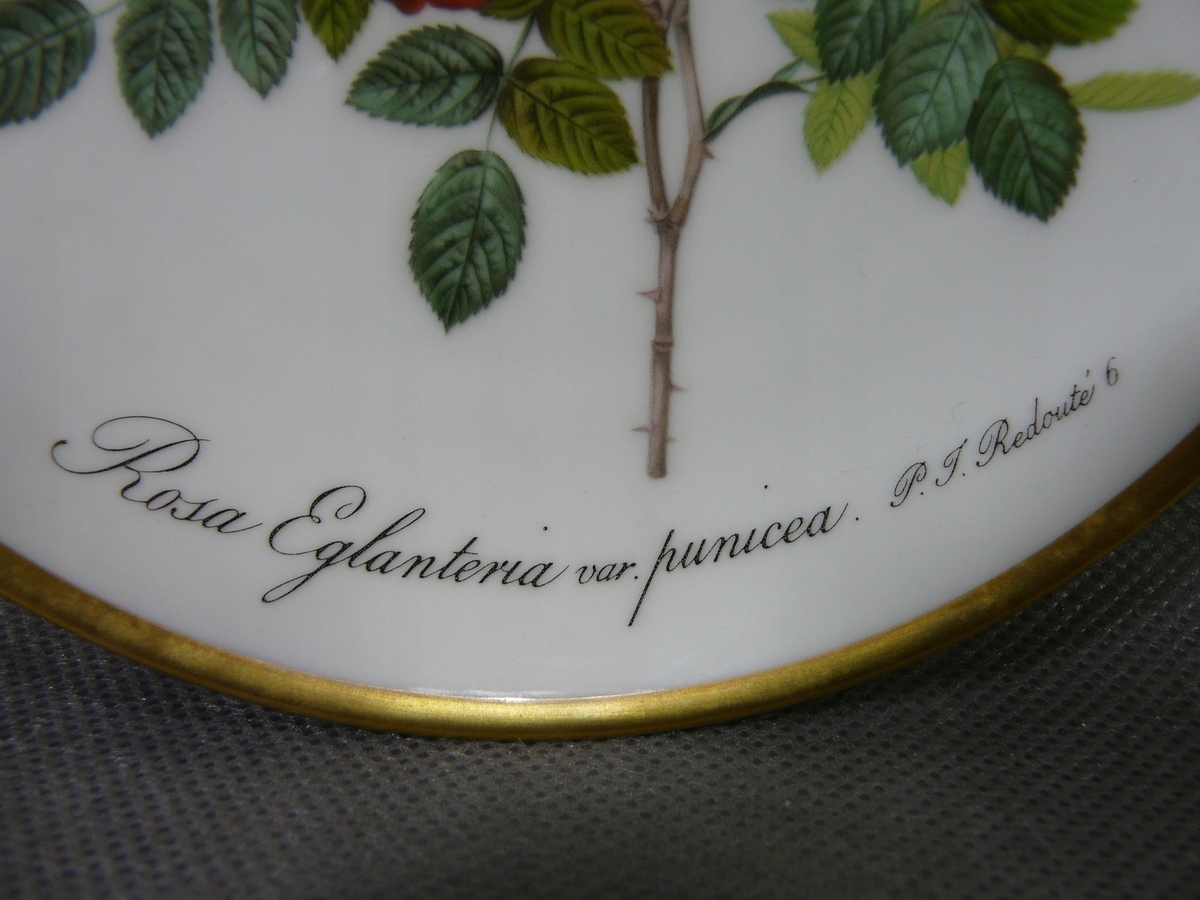 Rosa Eglanteria var. punicea. P. J. Redouté 6